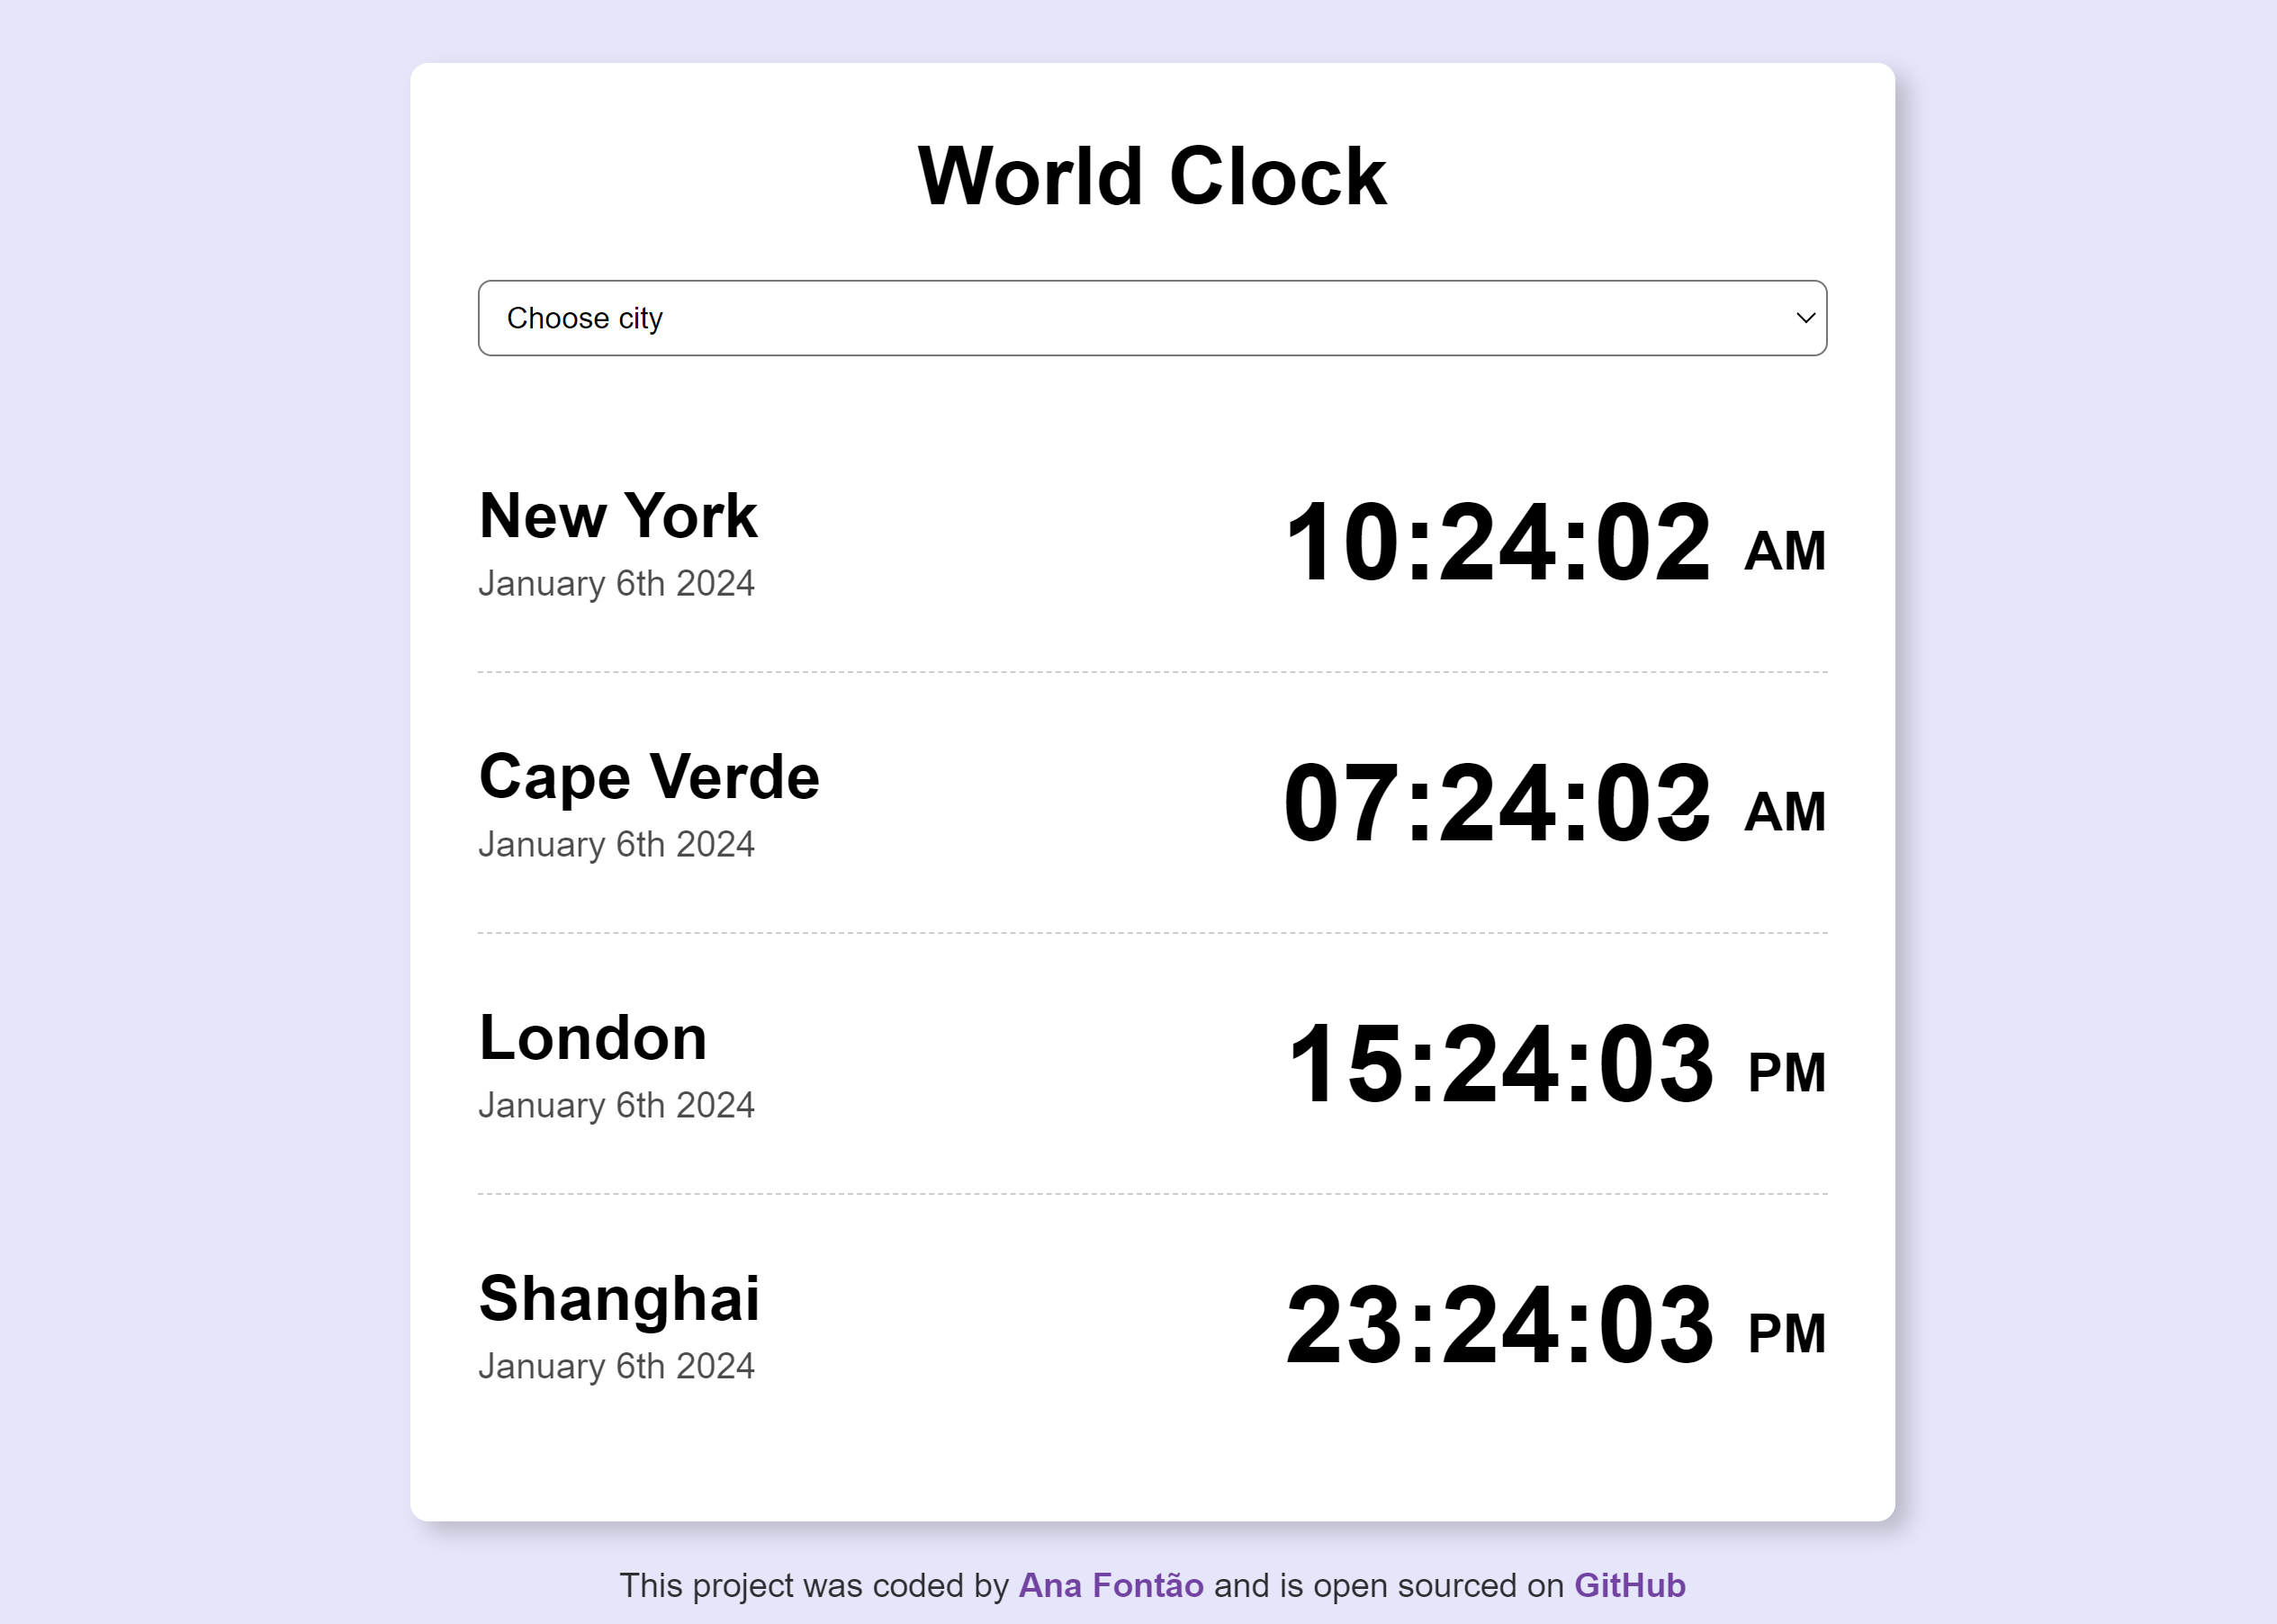 World Clock
Choose city
New York
10:24:02 AM
January 6th 2024
Cape Verde
07:24:0 AM
January 6th 2024
London
15:24:03 PM
January 6th 2024
Shanghai
23:24:03 PM
January 6th 2024
This project was coded by Ana Fontão and is open sourced on GitHub